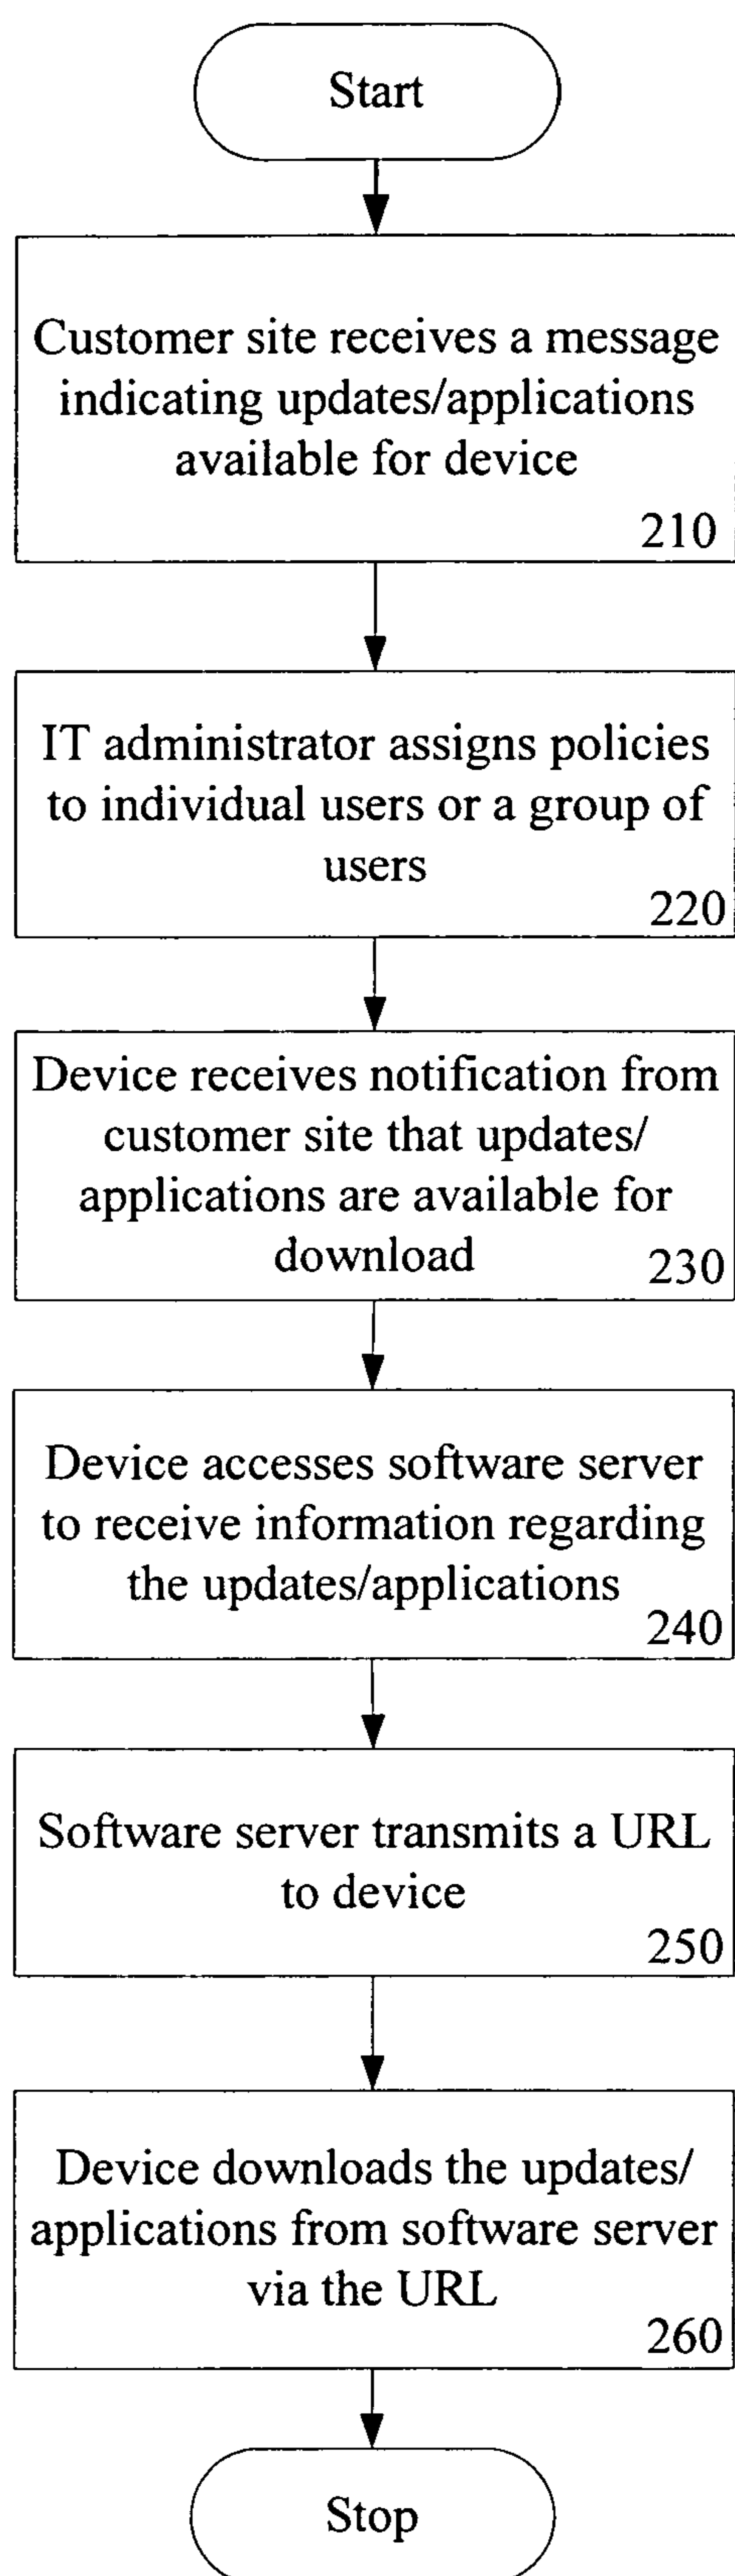 Start
Customer site receives a message
indicating updates/applications
available for device
210
IT administrator assigns policies
to individual users or a group of
users
220
Device receives notification from
customer site that updates/
applications are available for
download
230
Device accesses software server
to receive information regarding
the updates/applications
240
Software server transmits a URL
to device
250
Device downloads the updates/
applications from software server
via the URL
260
Stop